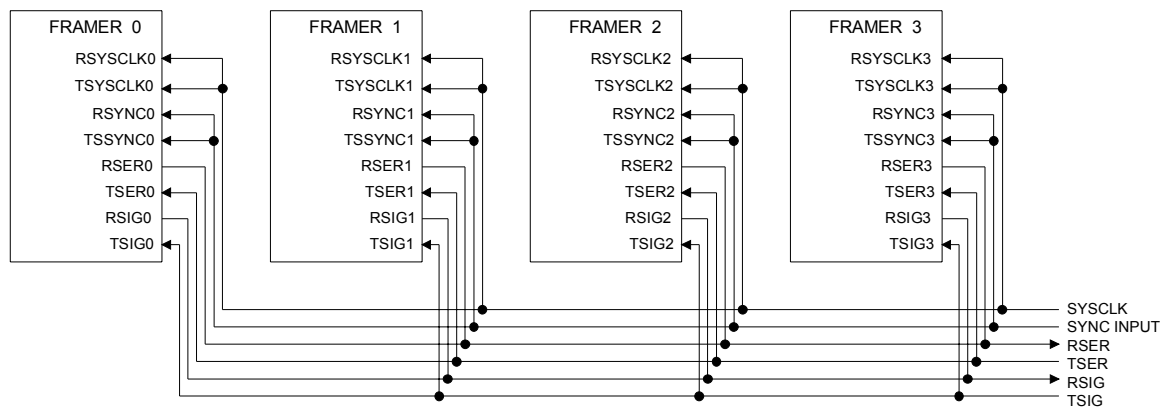 FRAMER 0
RSYSCLK0
TSYSCLK0
RSYNC0
TSSYNC0
RSER0
TSER0
RSIG0
TSIG0
FRAMER 1
RSYSCLK1
TSYSCLK1
RSYNC1
TSSYNC1
RSER1
TSER1
RSIG1
TSIG1
FRAMER 2
RSYSCLK2
TSYSCLK2
RSYNC2
TSSYNC2
RSER2
TSER2
RSIG2
TSIG2
FRAMER 3
RSYSCLK3
TSYSCLK3
RSYNC3
TSSYNC3
RSER3
TSER3
RSIG3
TSIG3
SYSCLK
SYNC INPUT
RSER
TSER
RSIG
TSIG